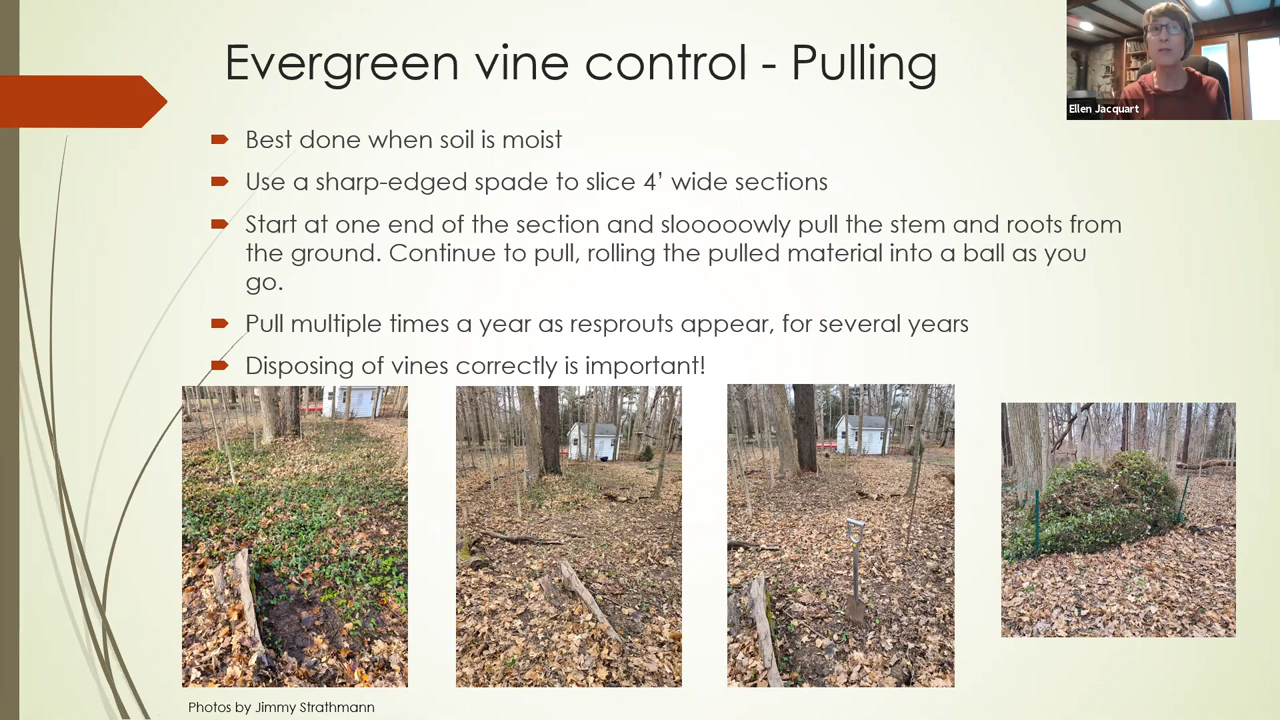 Evergreen vine control - Pulling
Ellen Jacquart
Best done when soil is moist
Use a sharp-edged spade to slice 4’ wide sections
Start at one end of the section and slooooowly pull the stem and roots from
the ground. Continue to pull, rolling the pulled material into a ball as you
go.
Pull multiple times a year as resprouts appear, for several years
Disposing of vines correctly is important!
Photos by Jimmy Strathmann